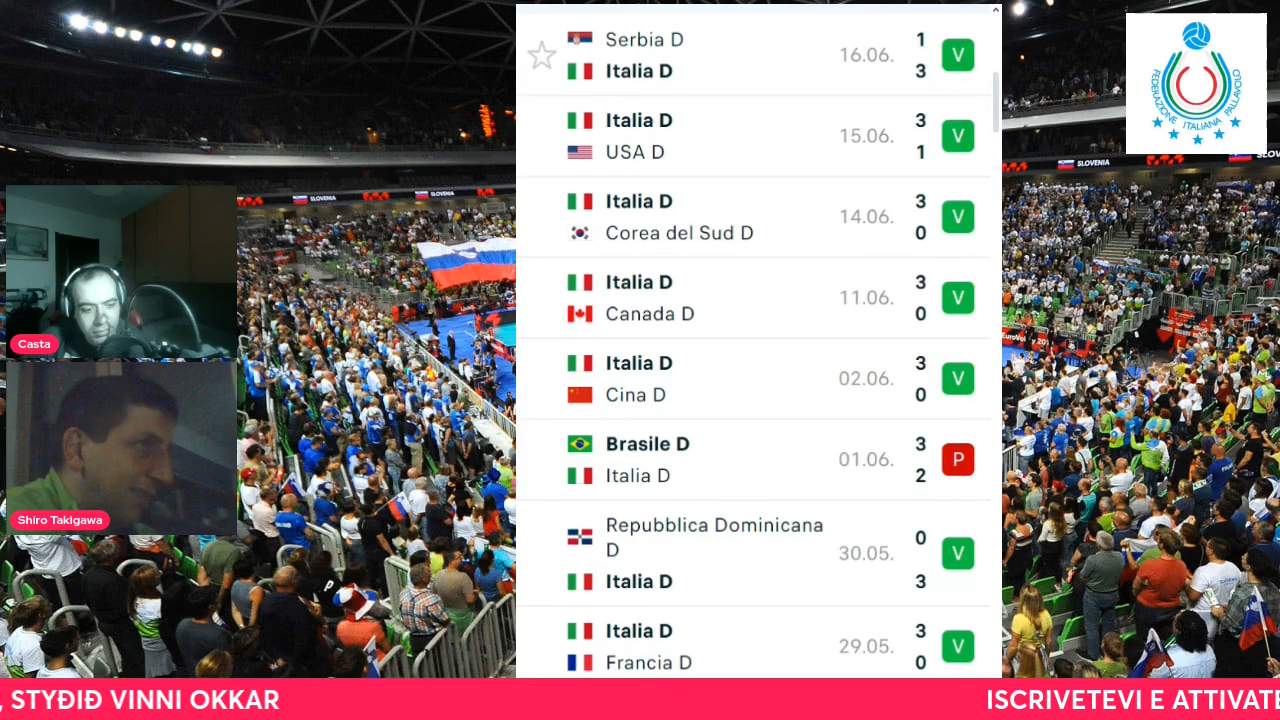 Serbia D
1
Italia D
3
16.06.
V
Italia D
3
USA D
1
15.06.
V
Italia D
3
Corea del Sud D
0
14.06.
V
Italia D
3
Canada D
0
11.06.
V
Italia D
3
Cina D
0
02.06.
V
Brasile D
3
Italia D
2
01.06.
P
Repubblica Dominicana
D
0
Italia D
3
30.05.
V
Italia D
3
Francia D
0
29.05.
V
FEDERAZIONE ITALIANA PALLAVOLO
SLOVENIA
SLOVENIA
SLOVENIA
Casta
Shiro Takigawa
, STYÐIÐ VINNI OKKAR
ISCRIVETEVI E ATTIVATE